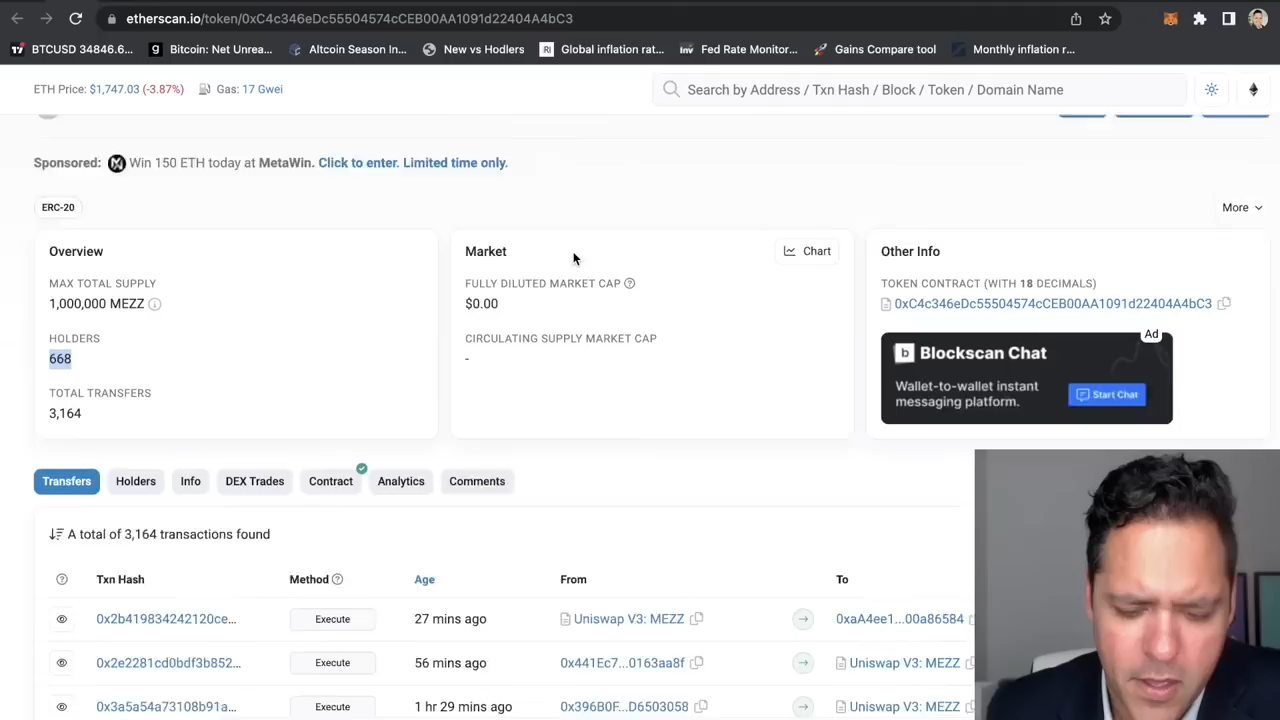 etherscan.io/token/0xC4c346eDc55504574cCEB00AA1091d22404A4bC3
BTCUSD 34846.6... Bitcoin: Net Unrea... Altcoin Season In... New vs Hodlers Global inflation rat... Fed Rate Monitor... Gains Compare tool Monthly inflation r...
ETH Price: $1,747.03 (-3.87%) Gas: 17 Gwei Search by Address / Txn Hash / Block / Token / Domain Name
Sponsored: Win 150 ETH today at MetaWin. Click to enter. Limited time only.
ERC-20 More
Overview
MAX TOTAL SUPPLY
1,000,000 MEZZ
HOLDERS
668
TOTAL TRANSFERS
3,164
Market Chart
FULLY DILUTED MARKET CAP
$0.00
CIRCULATING SUPPLY MARKET CAP
-
Other Info
TOKEN CONTRACT (WITH 18 DECIMALS)
0xC4c346eDc55504574cCEB00AA1091d22404A4bC3
Ad
Blockscan Chat
Wallet-to-wallet instant
messaging platform.
Start Chat
Transfers Holders Info DEX Trades Contract Analytics Comments
A total of 3,164 transactions found
Txn Hash Method Age From To
0x2b419834242120ce... Execute 27 mins ago Uniswap V3: MEZZ 0xaA4ee1...00a86584
0x2e2281cd0bdf3b852... Execute 56 mins ago 0x441Ec7...0163aa8f Uniswap V3: MEZZ
0x3a5a54a73108b91a... Execute 1 hr 29 mins ago 0x396B0F...D6503058 Uniswap V3: MEZZ